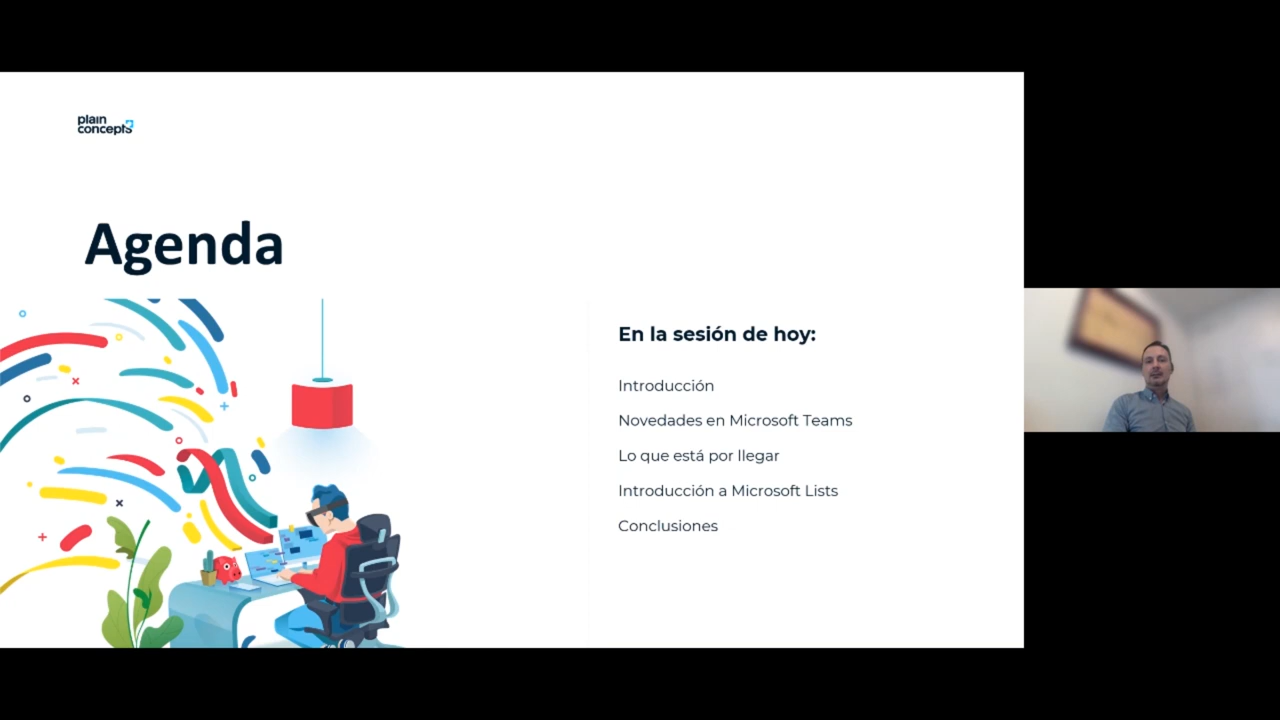 plain
concepts
Agenda
En la sesión de hoy:
Introducción
Novedades en Microsoft Teams
Lo que está por llegar
Introducción a Microsoft Lists
Conclusiones